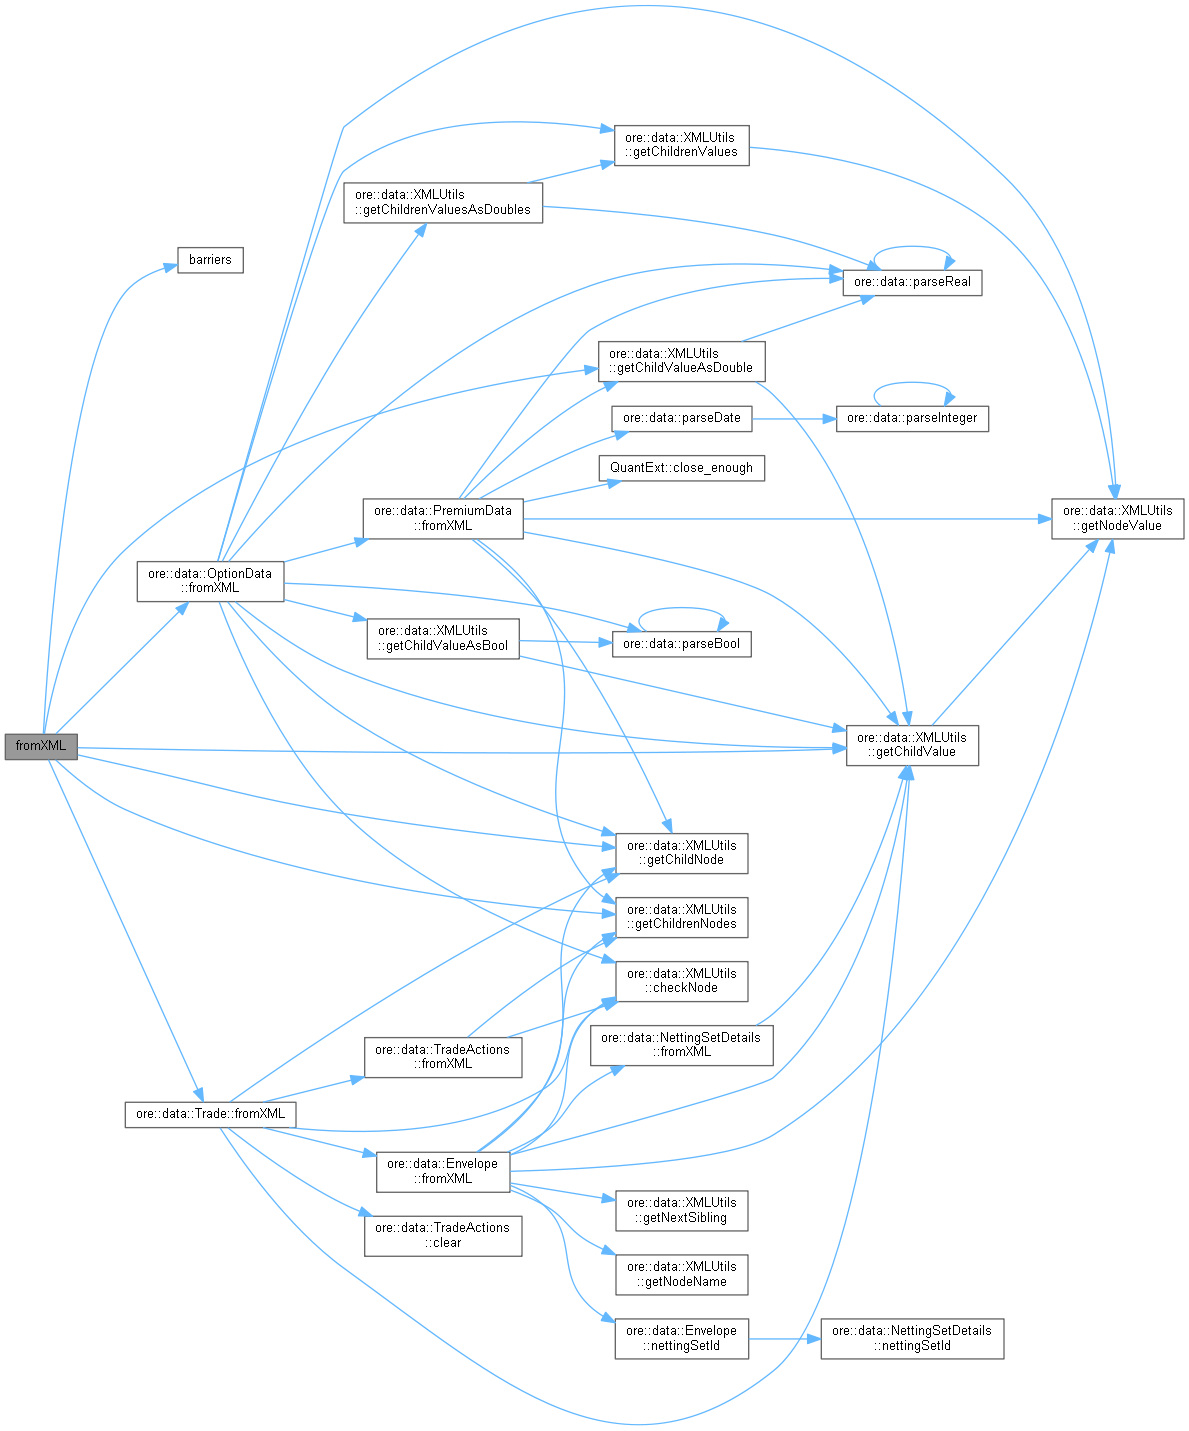 ore::data::XMLUtils
::getChildrenValues
ore::data::XMLUtils
::getChildrenValuesAsDoubles
barriers
ore::data::parseReal
ore::data::XMLUtils
::getChildValueAsDouble
ore::data::parseDate
ore::data::parseInteger
QuantExt::close_enough
ore::data::PremiumData
::fromXML
ore::data::XMLUtils
::getNodeValue
ore::data::OptionData
::fromXML
ore::data::XMLUtils
::getChildValueAsBool
ore::data::parseBool
fromXML
ore::data::XMLUtils
::getChildValue
ore::data::XMLUtils
::getChildNode
ore::data::XMLUtils
::getChildrenNodes
ore::data::XMLUtils
::checkNode
ore::data::NettingSetDetails
::fromXML
ore::data::TradeActions
::fromXML
ore::data::Trade::fromXML
ore::data::Envelope
::fromXML
ore::data::XMLUtils
::getNextSibling
ore::data::TradeActions
::clear
ore::data::XMLUtils
::getNodeName
ore::data::Envelope
::nettingSetId
ore::data::NettingSetDetails
::nettingSetId